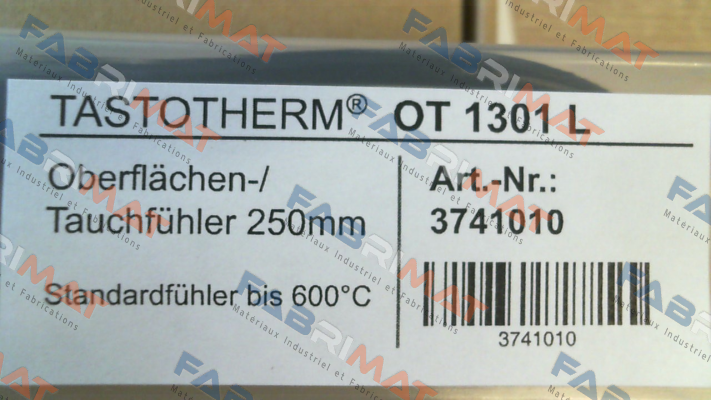 TASTOTHERM® OT 1301 L
Oberflächen-/
Tauchfühler 250mm
Standardfühler bis 600°C
Art.-Nr.:
3741010
3741010
FABRIMAT
Matériaux Industriel et Fabrications